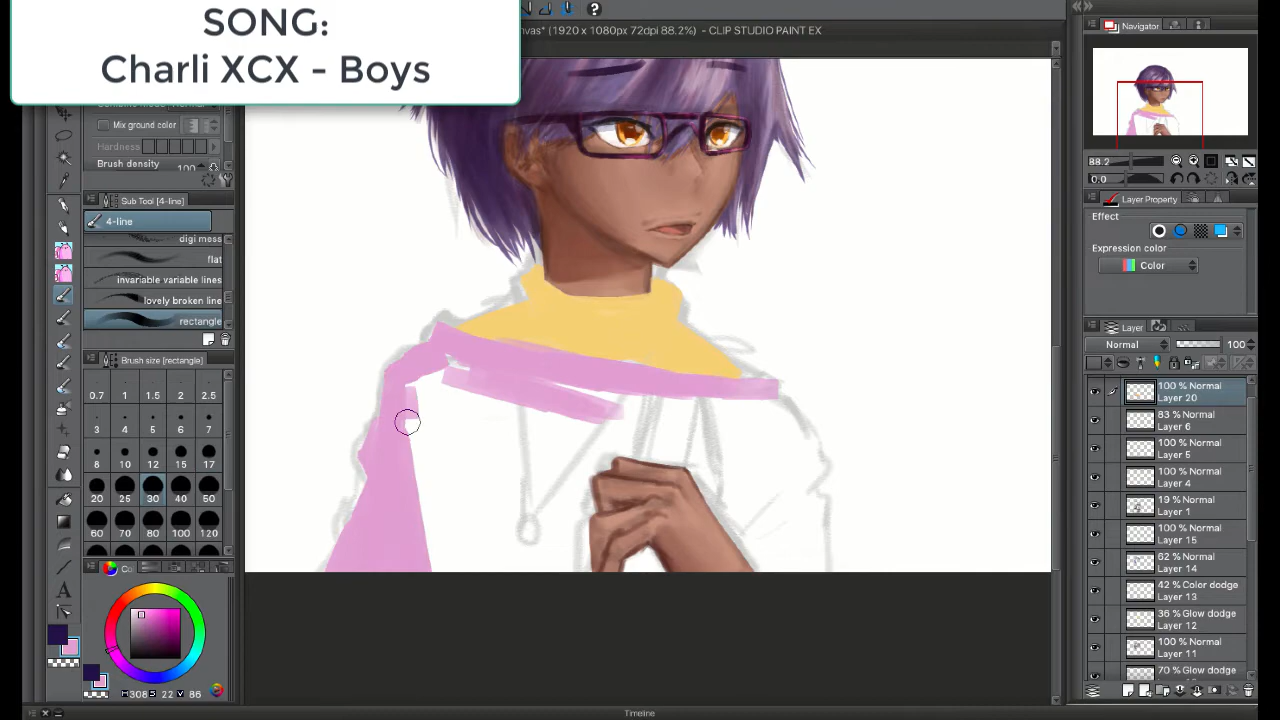 SONG:
Charli XCX - Boys
nvas* (1920 x 1080px 72dpi 88.2%) - CLIP STUDIO PAINT EX
Mix ground color
Hardness
Brush density
100
Sub Tool [4-line]
4-line
digi mess
flat
invariable variable lines
lovely broken line
rectangle
Brush size [rectangle]
0.7 1 1.5 2 2.5
3 4 5 6 7
8 10 12 15 17
20 25 30 40 50
60 70 80 100 120
Co
H308 S 22 V 86
Navigator
88.2
0.0
Layer Property
Effect
Expression color
Color
Layer
Normal 100
100 % Normal
Layer 20
83 % Normal
Layer 6
100 % Normal
Layer 5
100 % Normal
Layer 4
19 % Normal
Layer 1
100 % Normal
Layer 15
62 % Normal
Layer 14
42 % Color dodge
Layer 13
36 % Glow dodge
Layer 12
100 % Normal
Layer 11
70 % Glow dodge
Timeline